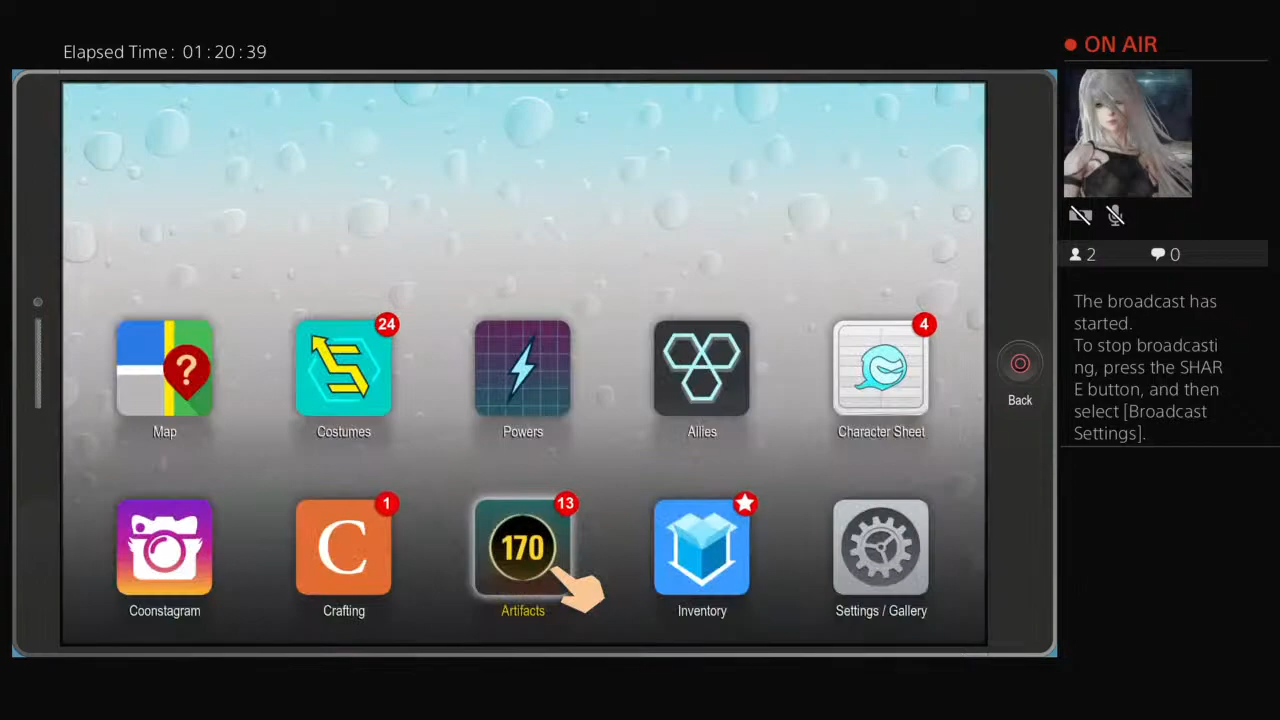 Elapsed Time: 01:20:39
ON AIR
2
0
The broadcast has
started.
To stop broadcasti
ng, press the SHAR
E button, and then
select [Broadcast
Settings].
24
4
?
Map
Costumes
Powers
Allies
Character Sheet
Back
1
13
C
170
Coonstagram
Crafting
Artifacts
Inventory
Settings / Gallery